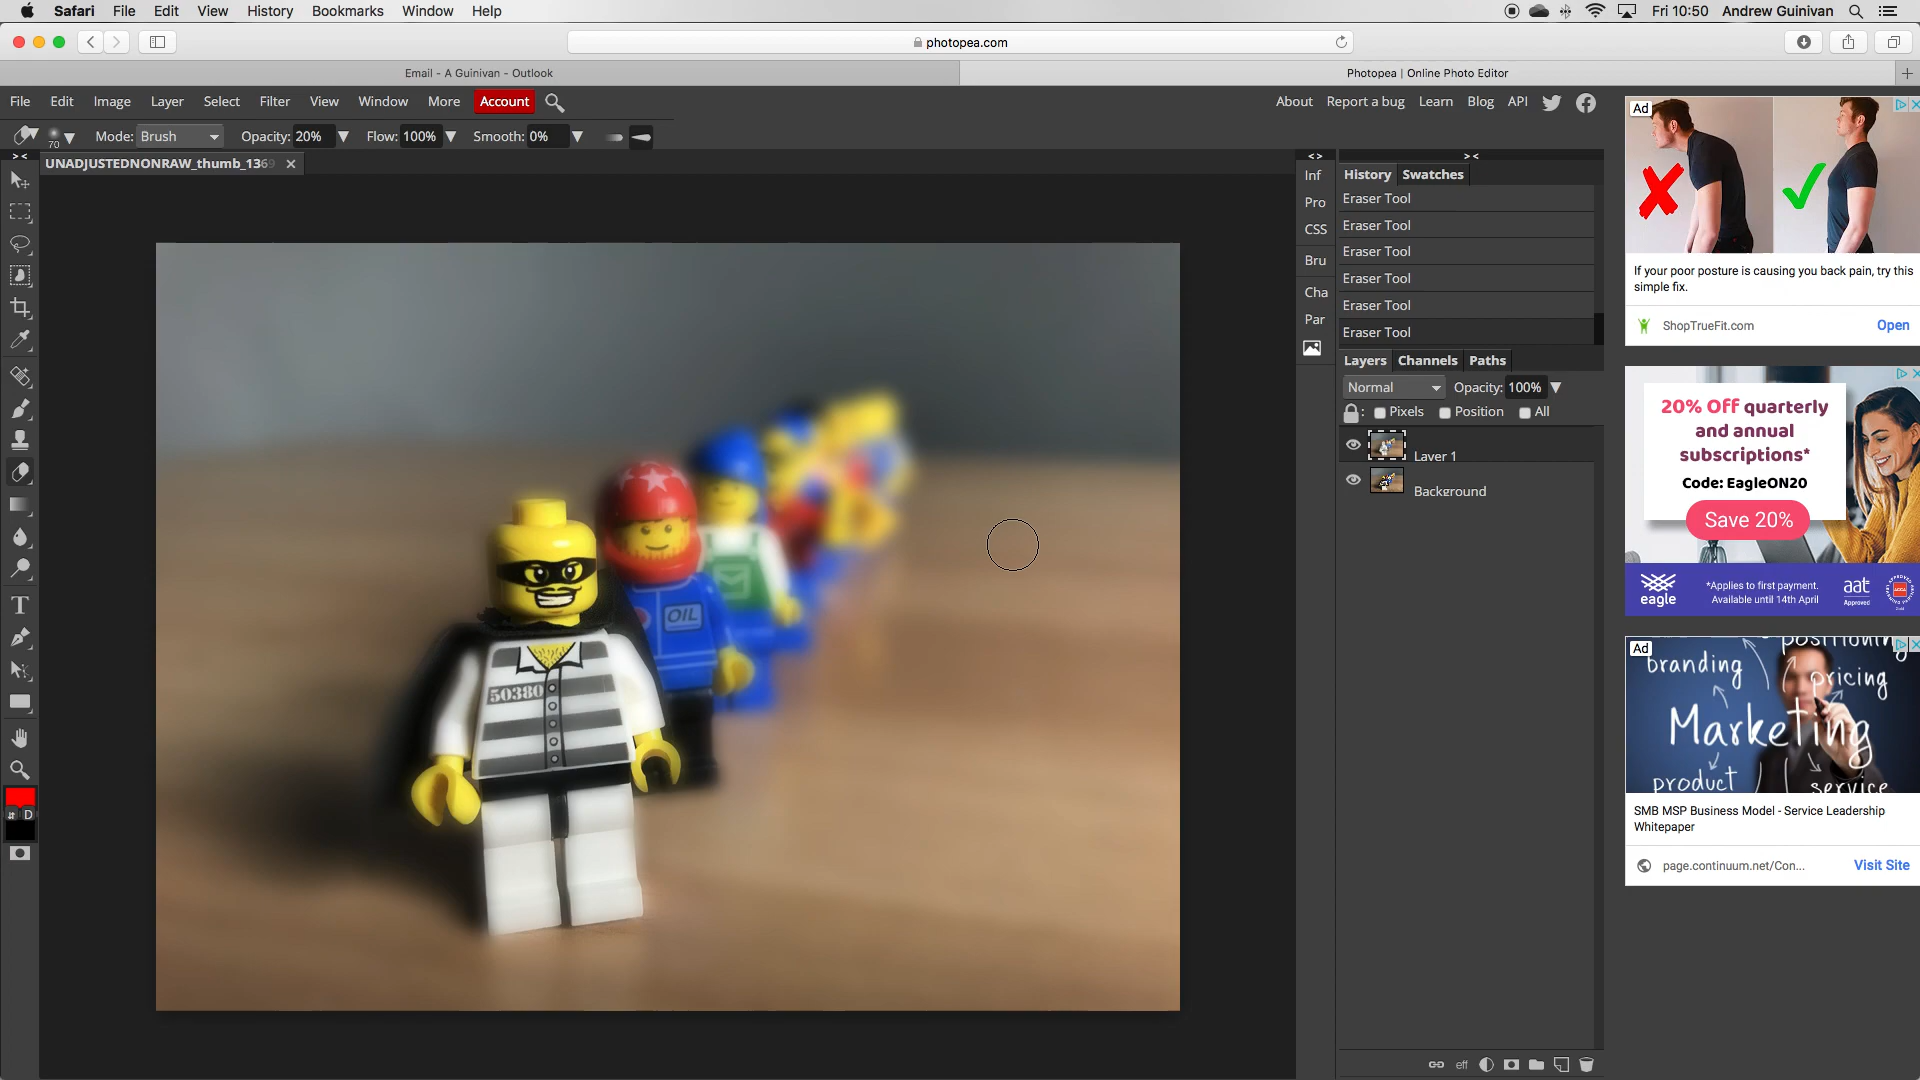 Safari File Edit View History Bookmarks Window Help
Fri 10:50 Andrew Guinivan
photopea.com
Email - A Guinivan - Outlook
Photopea | Online Photo Editor
File Edit Image Layer Select Filter View Window More Account
About Report a bug Learn Blog API
70
Mode: Brush Opacity: 20% Flow: 100% Smooth: 0%
UNADJUSTEDNONRAW_thumb_1369
Inf
Pro
CSS
Bru
Cha
Par
History Swatches
Eraser Tool
Eraser Tool
Eraser Tool
Eraser Tool
Eraser Tool
Eraser Tool
Layers Channels Paths
Normal Opacity: 100%
: Pixels Position All
Layer 1
Background
eff
T
D
OIL
50380
Ad
If your poor posture is causing you back pain, try this
simple fix.
ShopTrueFit.com Open
20% Off quarterly
and annual
subscriptions*
Code: EagleON20
Save 20%
eagle
*Applies to first payment.
Available until 14th April
aat
Approved
Ad
positioning
branding
pricing
Marketing
product
service
SMB MSP Business Model - Service Leadership
Whitepaper
page.continuum.net/Con... Visit Site